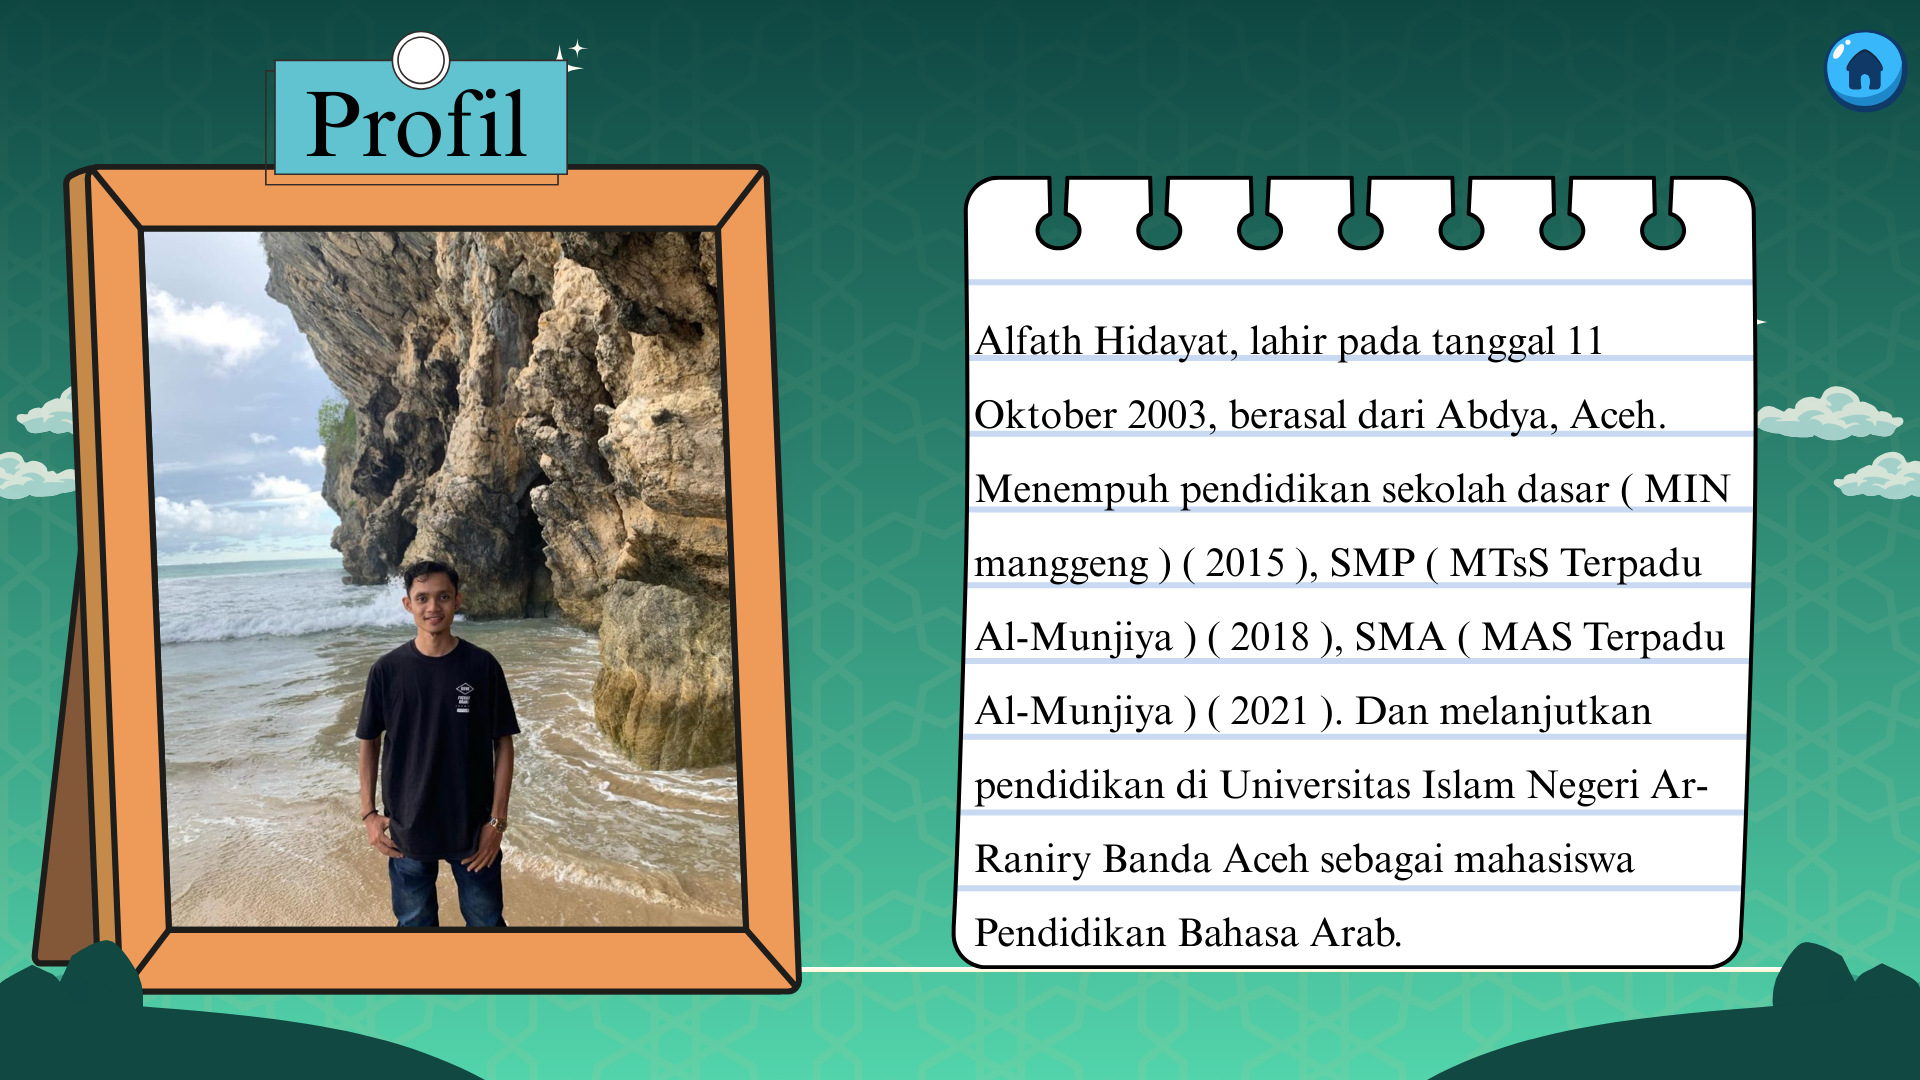 Profil
Alfath Hidayat, lahir pada tanggal 11
Oktober 2003, berasal dari Abdya, Aceh.
Menempuh pendidikan sekolah dasar ( MIN
manggeng ) ( 2015 ), SMP ( MTsS Terpadu
Al-Munjiya ) ( 2018 ), SMA ( MAS Terpadu
Al-Munjiya ) ( 2021 ). Dan melanjutkan
pendidikan di Universitas Islam Negeri Ar-
Raniry Banda Aceh sebagai mahasiswa
Pendidikan Bahasa Arab.